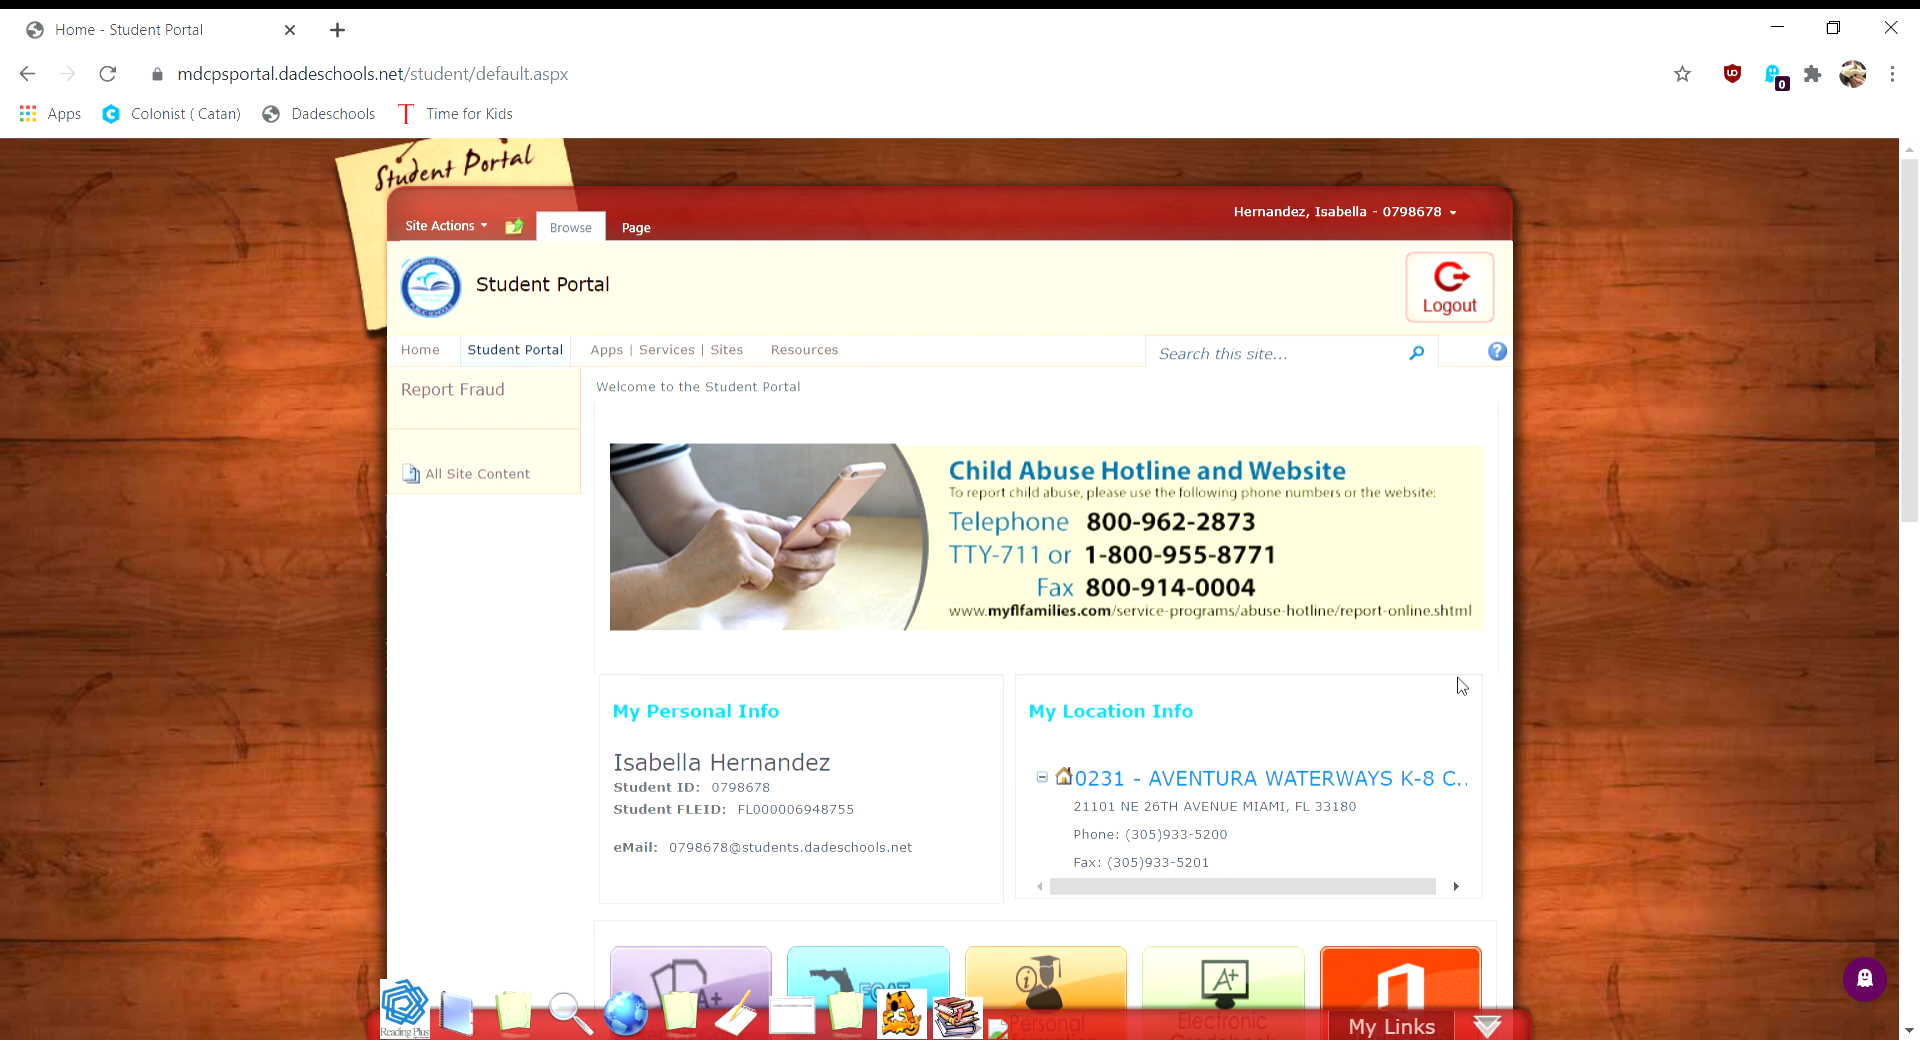 Home - Student Portal
mdcpsportal.dadeschools.net/student/default.aspx
0
Apps
Colonist ( Catan)
Dadeschools
Time for Kids
Student Portal
Site Actions
Browse
Page
Hernandez, Isabella - 0798678
Student Portal
Logout
Home
Student Portal
Apps | Services | Sites
Resources
Search this site...
Report Fraud
All Site Content
Welcome to the Student Portal
Child Abuse Hotline and Website
To report child abuse, please use the following phone numbers or the website:
Telephone 800-962-2873
TTY-711 or 1-800-955-8771
Fax 800-914-0004
www.myflfamilies.com/service-programs/abuse-hotline/report-online.shtml
My Personal Info
Isabella Hernandez
Student ID: 0798678
Student FLEID: FL000006948755
eMail: 0798678@students.dadeschools.net
My Location Info
0231 - AVENTURA WATERWAYS K-8 C..
21101 NE 26TH AVENUE MIAMI, FL 33180
Phone: (305)933-5200
Fax: (305)933-5201
A+
FCAT
i
A+
Reading Plus
Personal
Electronic
My Links